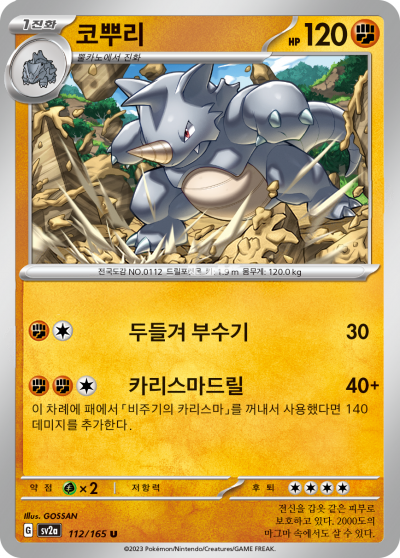 1진화
코뿌리
HP 120
뿔카노에서 진화
전국도감 NO.0112 드릴포켓몬 키: 1.9 m 몸무게: 120.0 kg
두들겨 부수기 30
카리스마드릴 40+
이 차례에 패에서 「비주기의 카리스마」를 꺼내서 사용했다면 140
데미지를 추가한다.
약점 ×2 저항력 후퇴
Illus. GOSSAN
G sv2a 112/165 U
전신을 갑옷 같은 피부로
보호하고 있다. 2000도의
마그마 속에서도 살 수 있다.
©2023 Pokémon/Nintendo/Creatures/GAME FREAK.